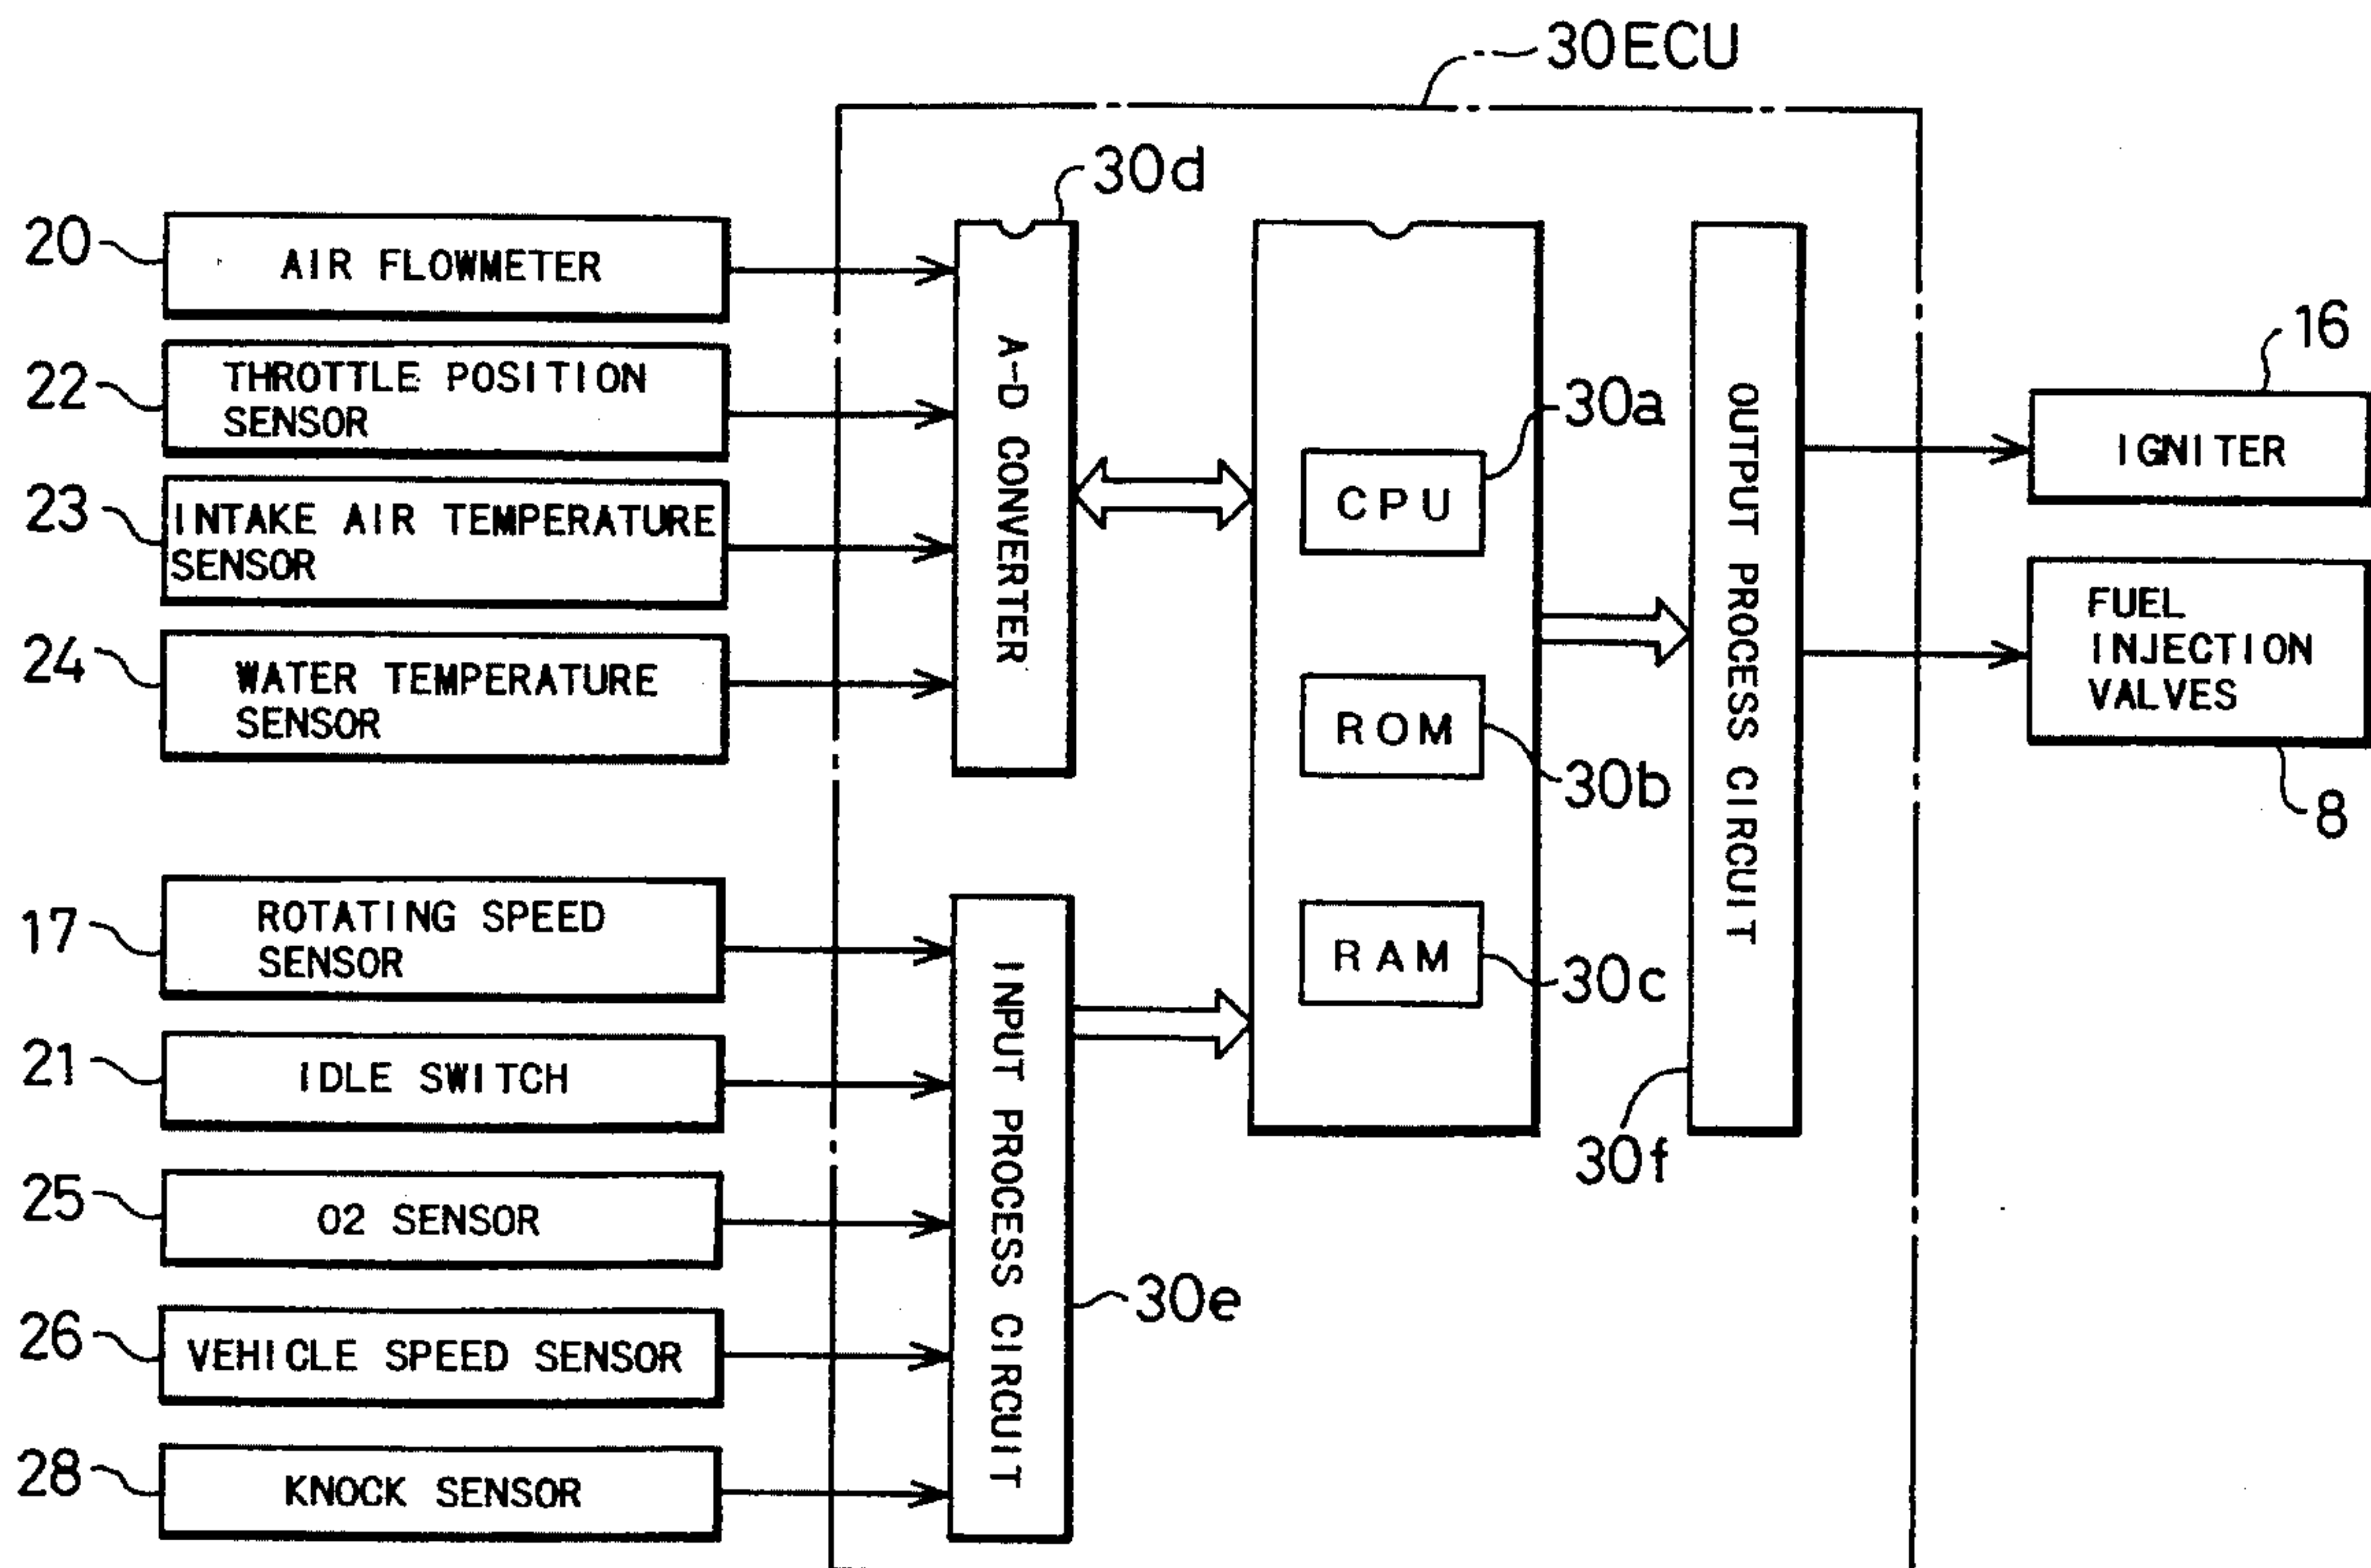 30ECU
30d
20
AIR FLOWMETER
22
THROTTLE POSITION
SENSOR
23
INTAKE AIR TEMPERATURE
SENSOR
24
WATER TEMPERATURE
SENSOR
A-D CONVERTER
30a
CPU
ROM
30b
RAM
30c
OUTPUT PROCESS CIRCUIT
30f
16
IGNITER
FUEL
INJECTION
VALVES
8
17
ROTATING SPEED
SENSOR
21
IDLE SWITCH
25
O2 SENSOR
26
VEHICLE SPEED SENSOR
28
KNOCK SENSOR
INPUT PROCESS CIRCUIT
30e